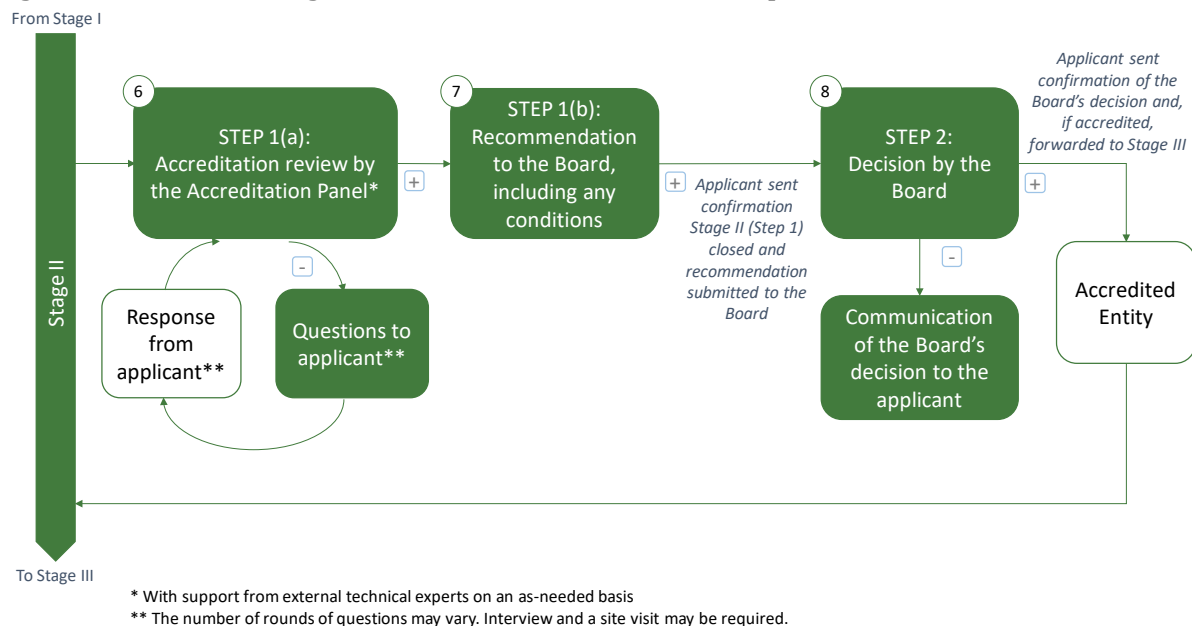 From Stage I
Stage II
To Stage III
6
STEP 1(a):
Accreditation review by
the Accreditation Panel*
+
-
Response
from
applicant**
Questions to
applicant**
7
STEP 1(b):
Recommendation
to the Board,
including any
conditions
+
Applicant sent
confirmation
Stage II (Step 1)
closed and
recommendation
submitted to the
Board
8
STEP 2:
Decision by the
Board
+
-
Communication
of the Board's
decision to the
applicant
Applicant sent
confirmation of the
Board's decision and,
if accredited,
forwarded to Stage III
Accredited
Entity
* With support from external technical experts on an as-needed basis
** The number of rounds of questions may vary. Interview and a site visit may be required.